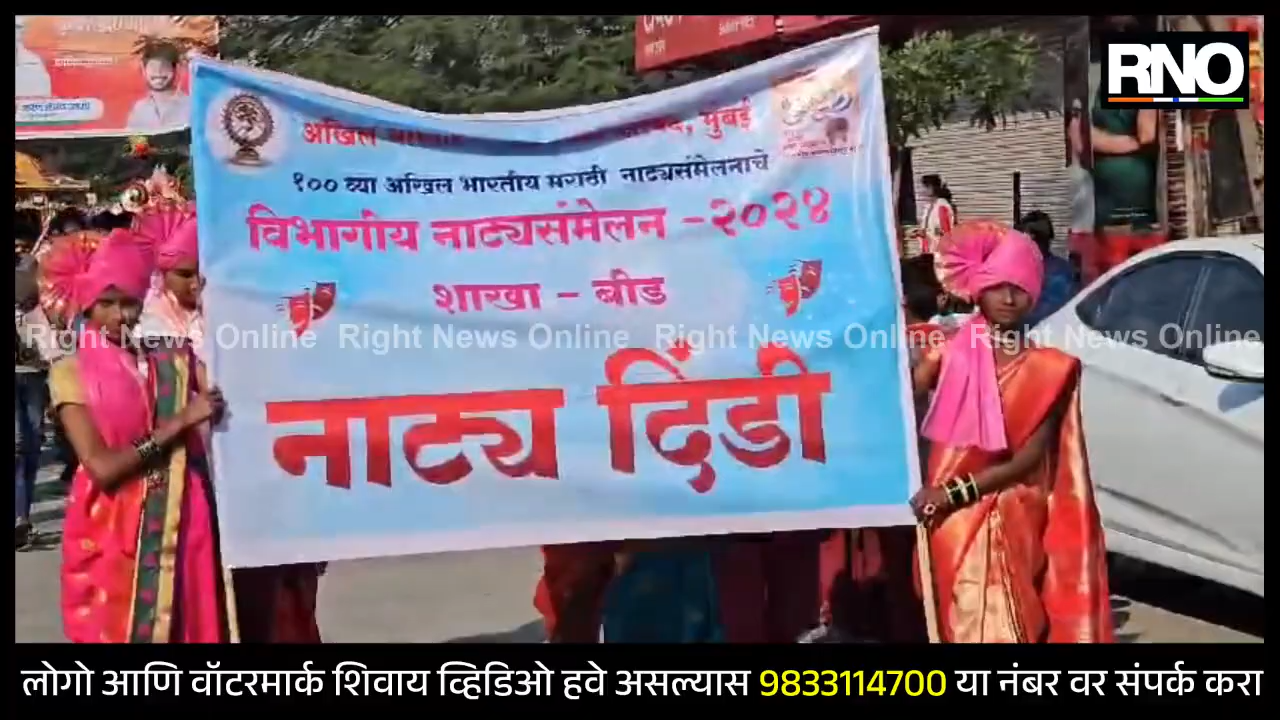 RNO
अखिल
मुंबई
१०० व्या अखिल भारतीय मराठी नाट्यसंमेलनाचे
विभागीय नाट्यसंमेलन - २०२४
शाखा - बीड
Right News Online Right News Online Right News Online Right News Online
नाट्य दिंडी
लोगो आणि वॉटरमार्क शिवाय व्हिडिओ हवे असल्यास 9833114700 या नंबर वर संपर्क करा